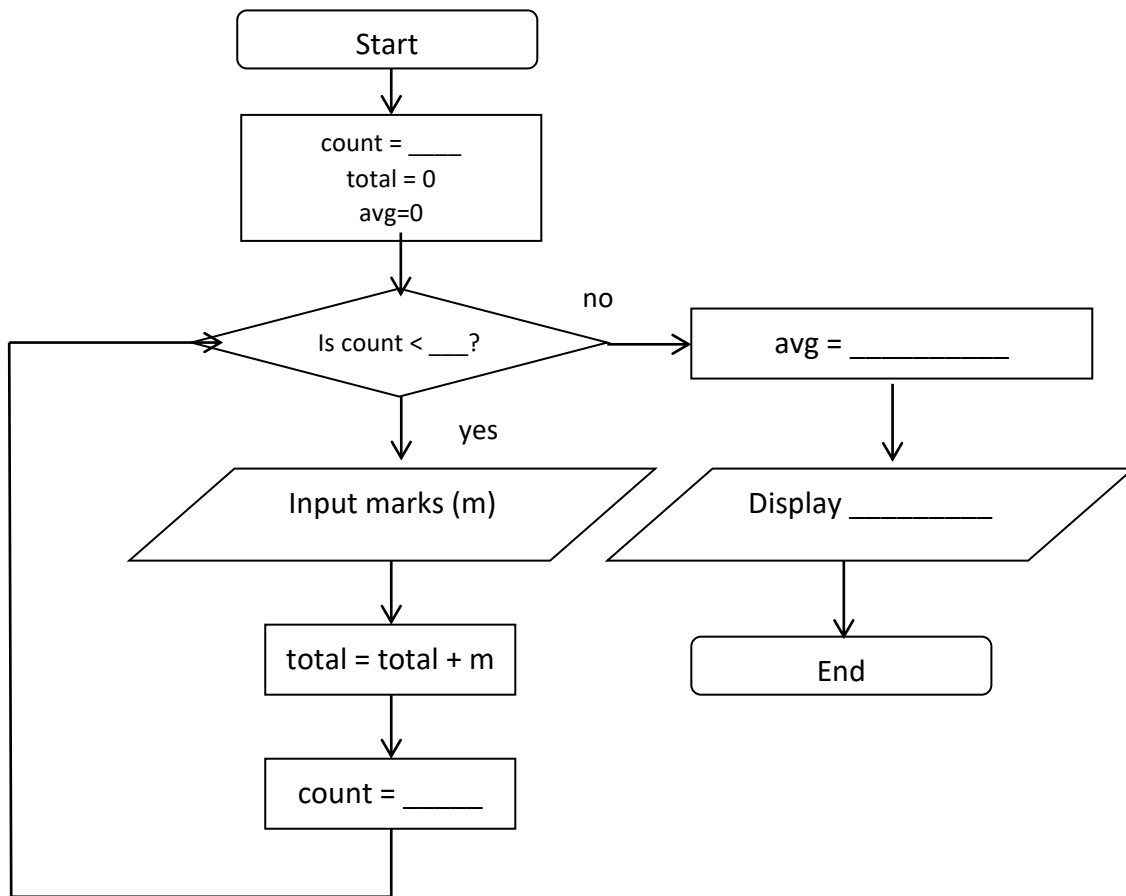 Start
count = ____
total = 0
avg=0
Is count < ___?
no
avg = __________
yes
Input marks (m)
Display _________
total = total + m
End
count = _____